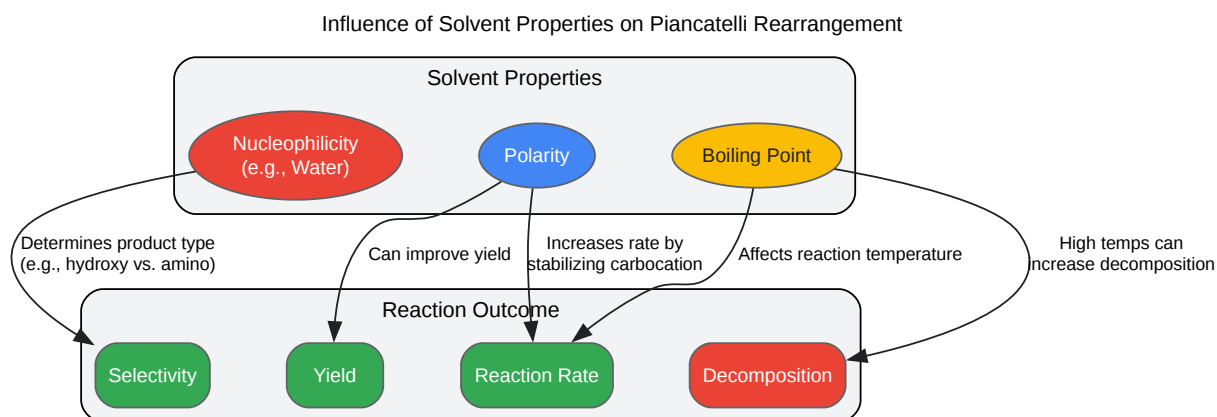 Influence of Solvent Properties on Piancatelli Rearrangement
Solvent Properties
Nucleophilicity
(e.g., Water)
Polarity
Boiling Point
Determines product type
(e.g., hydroxy vs. amino)
Can improve yield
Increases rate by
stabilizing carbocation
Affects reaction temperature
High temps can
increase decomposition
Reaction Outcome
Selectivity
Yield
Reaction Rate
Decomposition